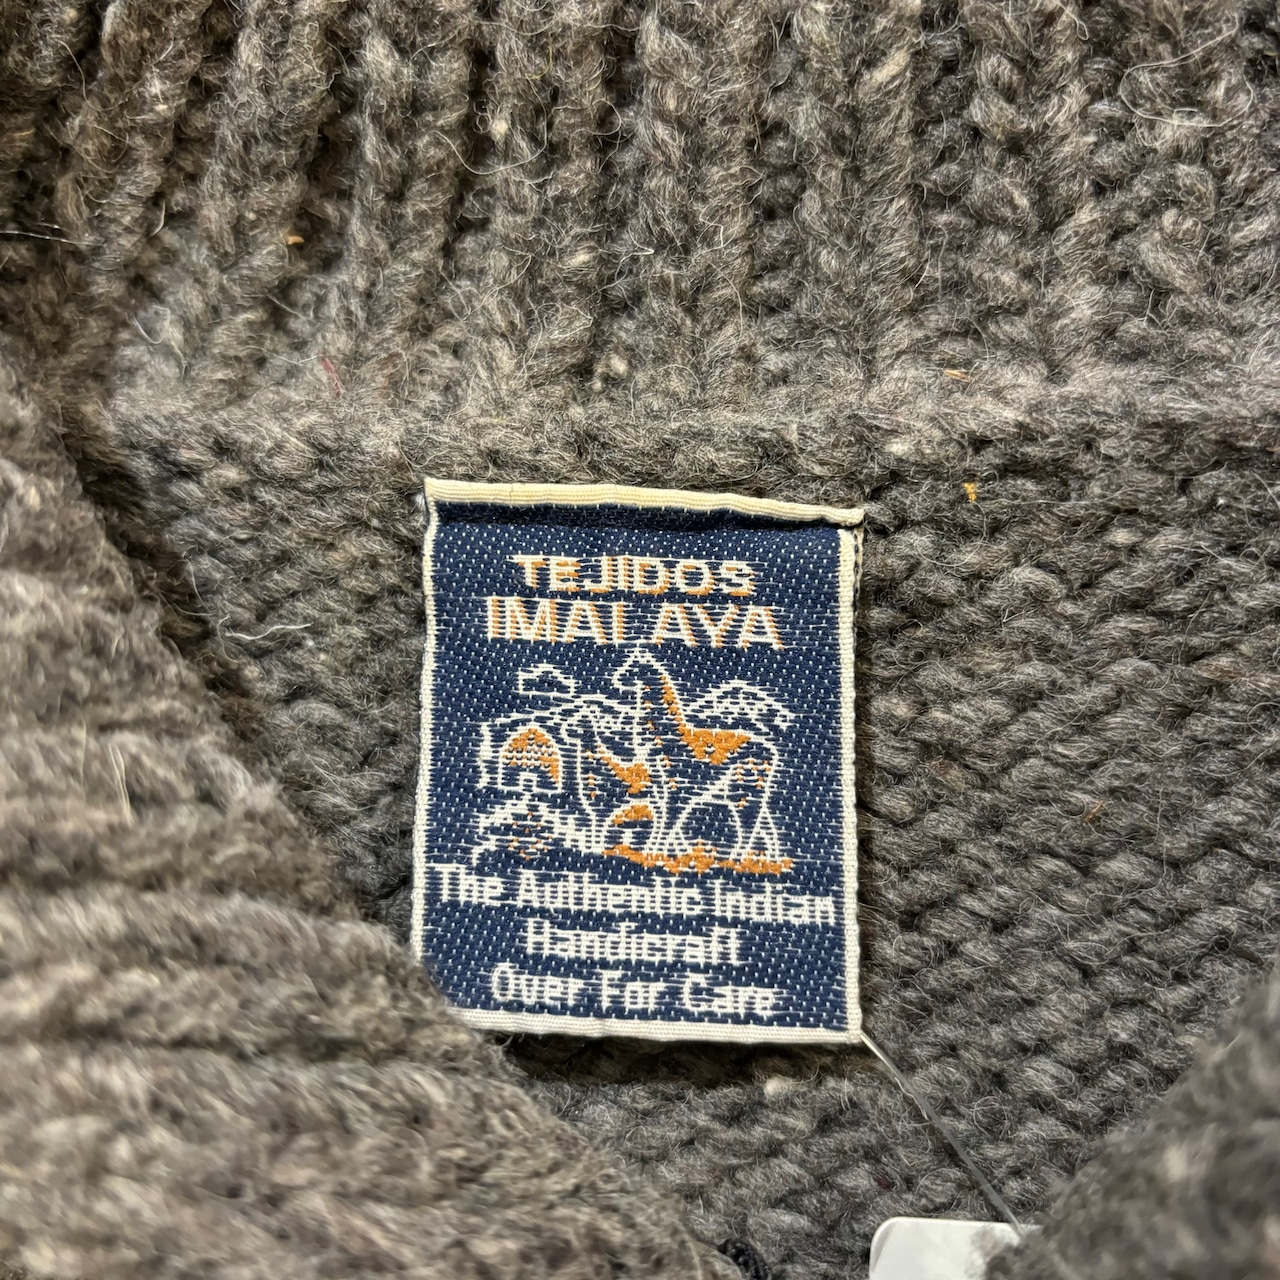 TEJIDOS
IMALAYA
The Authentic Indian
Handicraft
Over For Care